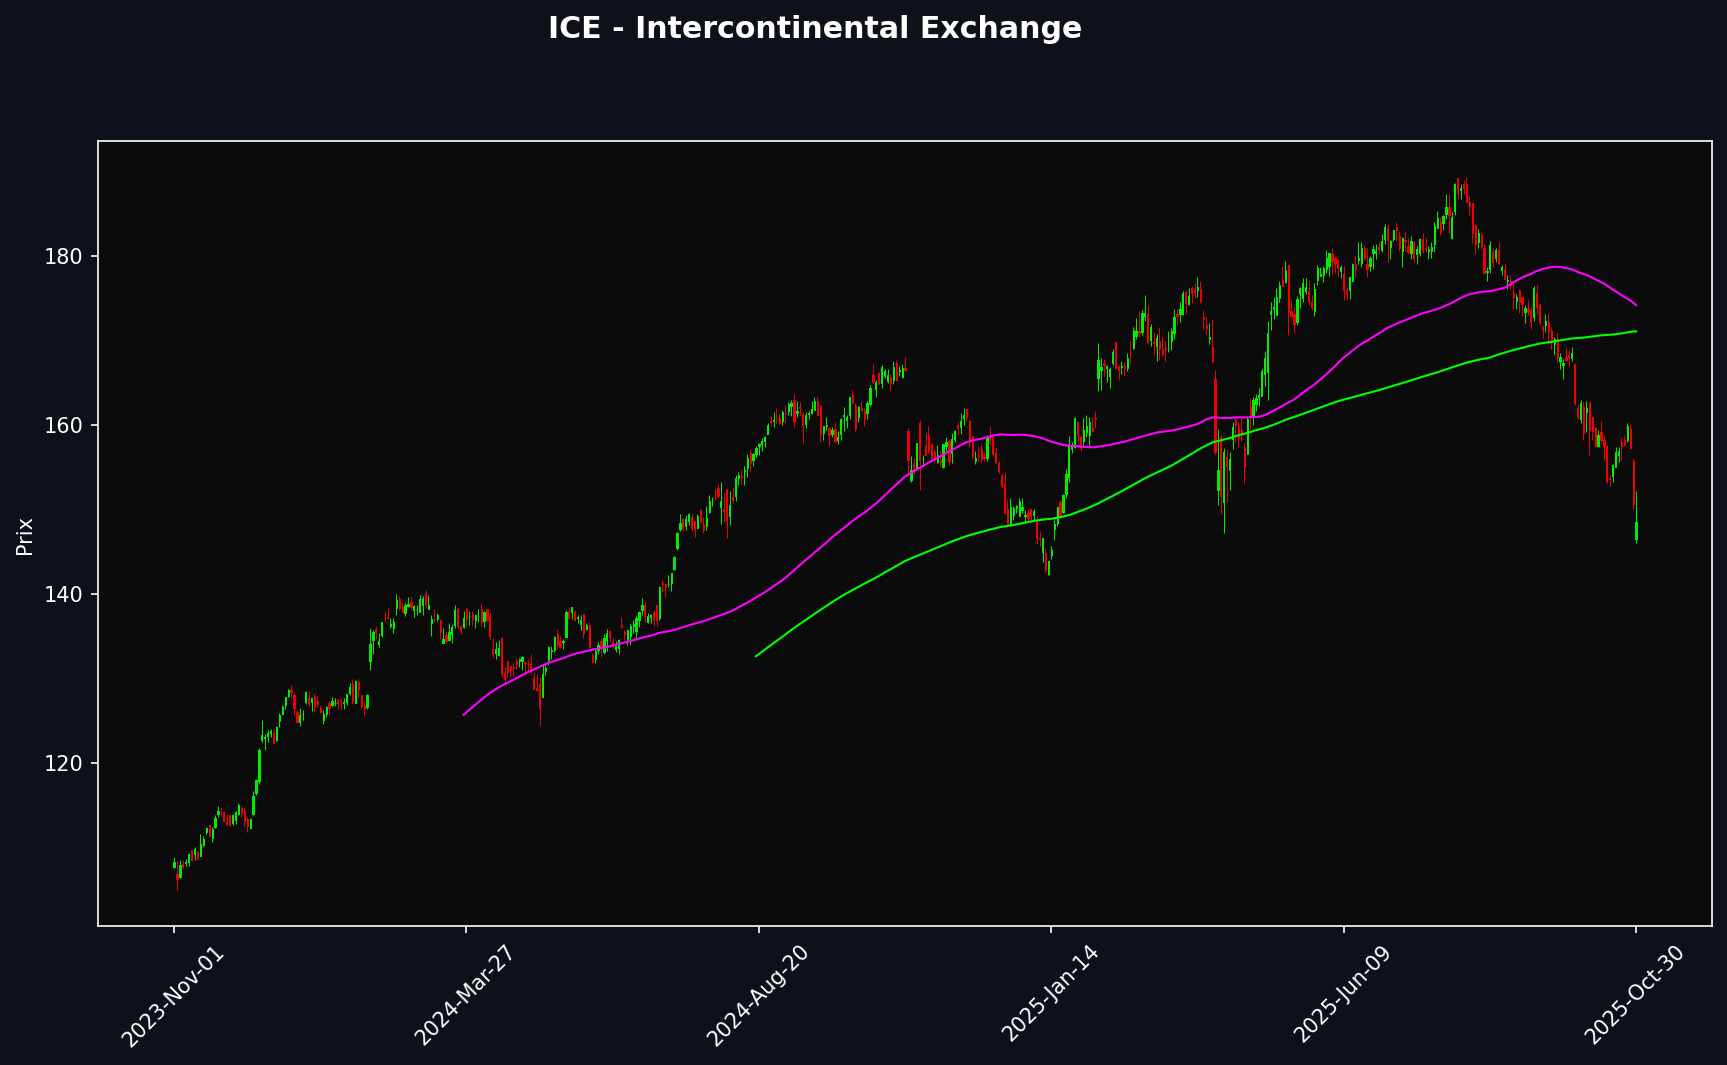 ICE - Intercontinental Exchange
Prix
180
160
140
120
2023-Nov-01
2024-Mar-27
2024-Aug-20
2025-Jan-14
2025-Jun-09
2025-Oct-30